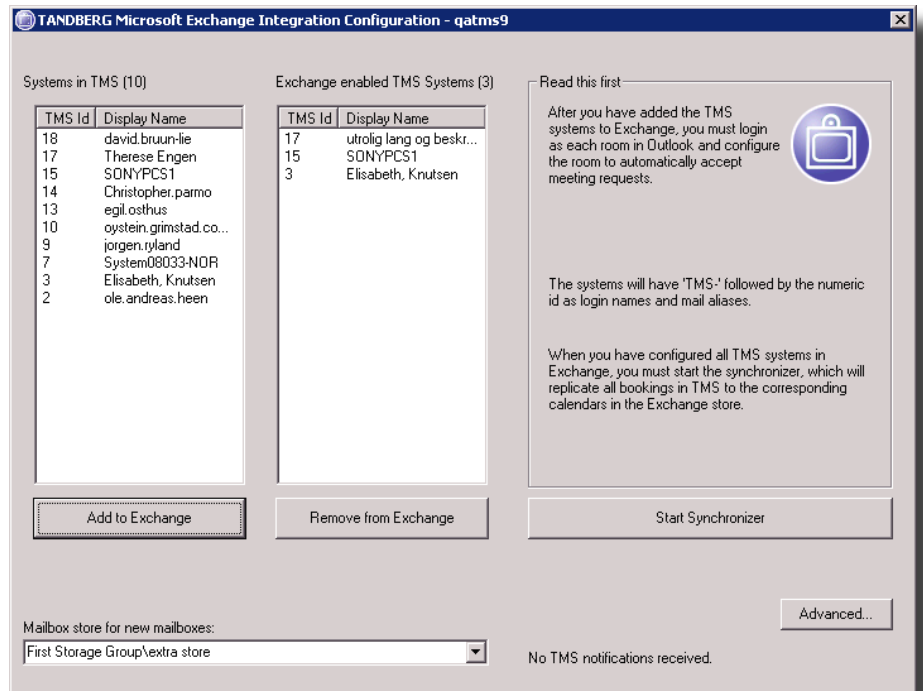 TANDBERG Microsoft Exchange Integration Configuration - qatms9
Systems in TMS (10)
TMS Id Display Name
18 david.bruun-lie
17 Therese Engen
15 SONYPCS1
14 Christopher.parmo
13 egil.osthus
10 oystein.grimstad.co...
9 jorgen.ryland
7 System08033-NOR
3 Elisabeth, Knutsen
2 ole.andreas.heen
Add to Exchange
Exchange enabled TMS Systems (3)
TMS Id Display Name
17 utrolig lang og beskr...
15 SONYPCS1
3 Elisabeth, Knutsen
Remove from Exchange
Read this first
After you have added the TMS
systems to Exchange, you must login
as each room in Outlook and configure
the room to automatically accept
meeting requests.
The systems will have 'TMS-' followed by the numeric
id as login names and mail aliases.
When you have configured all TMS systems in
Exchange, you must start the synchronizer, which will
replicate all bookings in TMS to the corresponding
calendars in the Exchange store.
Start Synchronizer
Advanced...
Mailbox store for new mailboxes:
First Storage Group\extra store
No TMS notifications received.